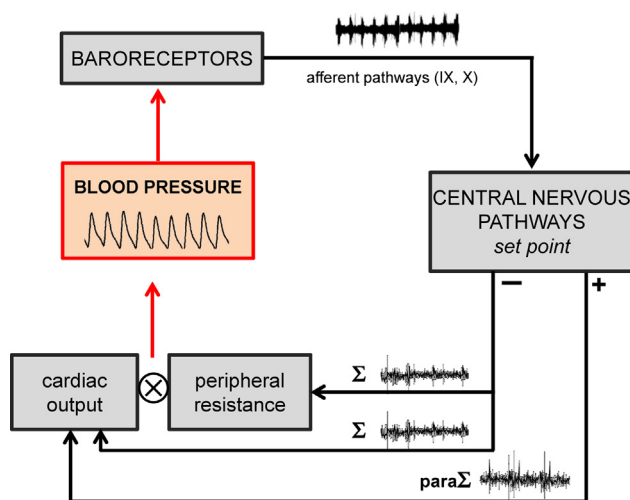 BARORECEPTORS
afferent pathways (IX, X)
BLOOD PRESSURE
CENTRAL NERVOUS
PATHWAYS
set point
− +
cardiac
output
peripheral
resistance
Σ
Σ
paraΣ